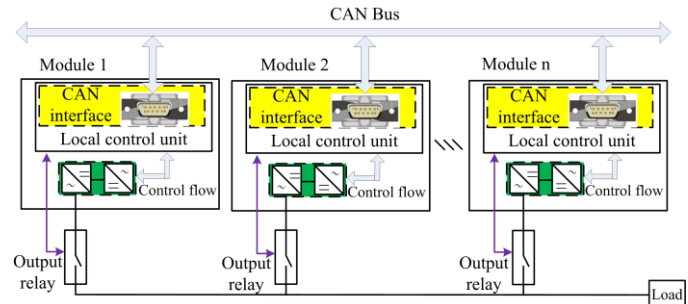 CAN Bus
Module 1
CAN
interface
Local control unit
Control flow
Output
relay
Module 2
CAN
interface
Local control unit
Control flow
Output
relay
Module n
CAN
interface
Local control unit
Control flow
Output
relay
Load